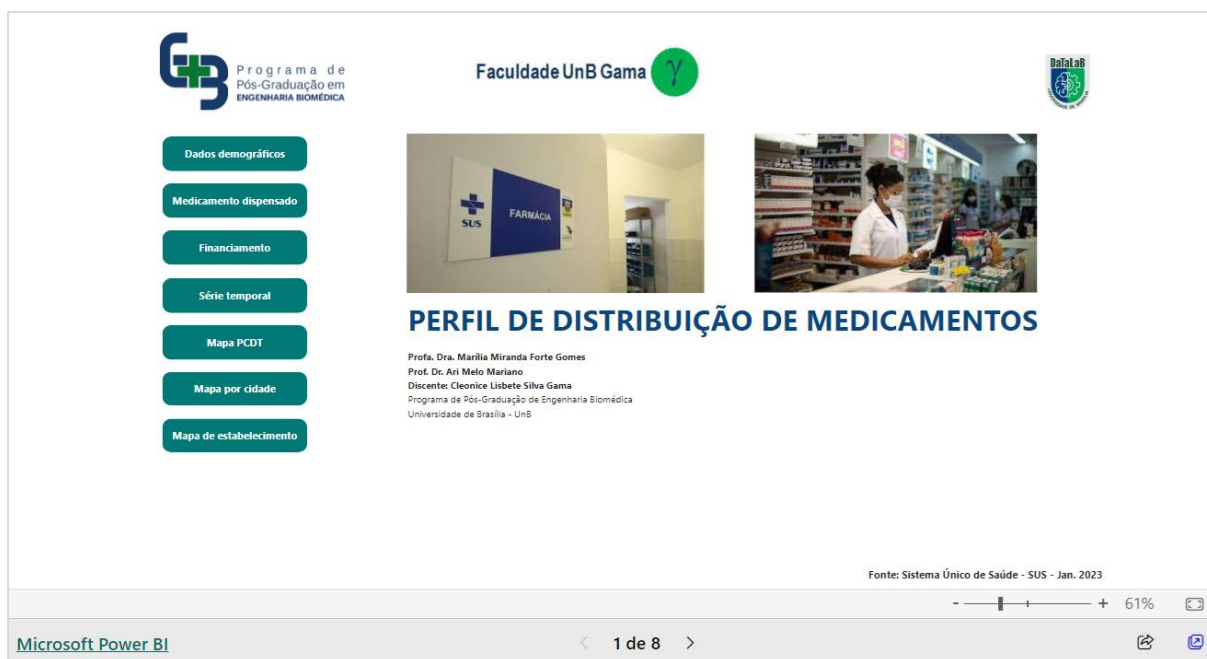 Programa de
Pós-Graduação em
ENGENHARIA BIOMÉDICA
Faculdade UnB Gama
γ
DaTaLaB
Dados demográficos
Medicamento dispensado
Financiamento
Série temporal
Mapa PCDT
Mapa por cidade
Mapa de estabelecimento
SUS
FARMÁCIA
PERFIL DE DISTRIBUIÇÃO DE MEDICAMENTOS
Profa. Dra. Marília Miranda Forte Gomes
Prof. Dr. Ari Melo Mariano
Discente: Cleonice Lisbete Silva Gama
Programa de Pós-Graduação de Engenharia Biomédica
Universidade de Brasília - UnB
Fonte: Sistema Único de Saúde - SUS - Jan. 2023
- + 61%
Microsoft Power BI
< 1 de 8 >